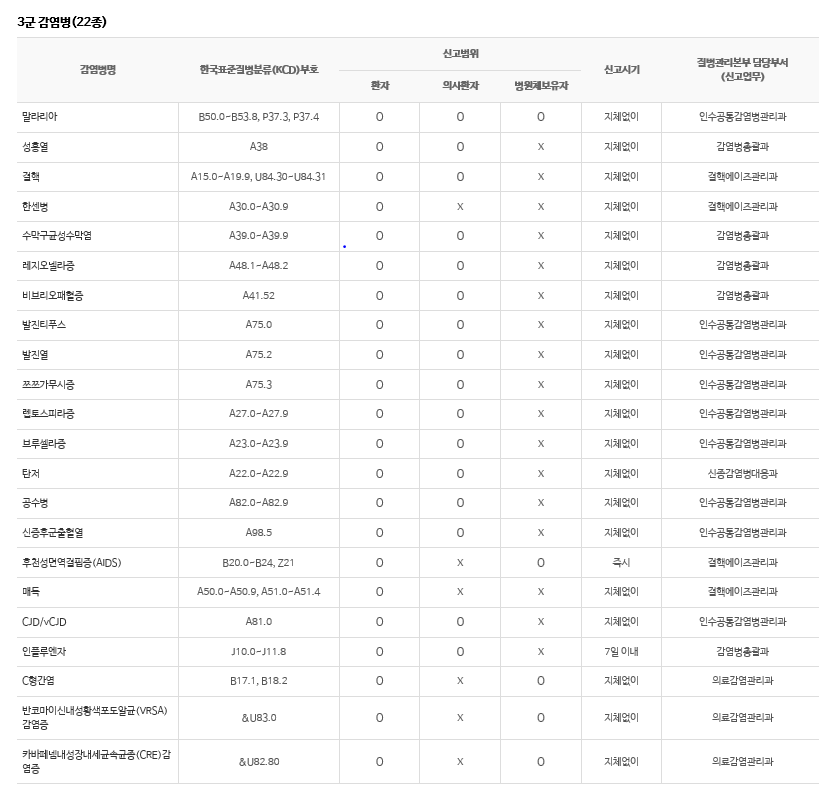 3군 감염병(22종)
감염병명 한국표준질병분류(KCD)부호 신고범위 신고시기 질병관리본부 담당부서
(신고업무)
환자 의사환자 병원체보유자
말라리아 B50.0~B53.8, P37.3, P37.4 O O O 지체없이 인수공통감염병관리과
성홍열 A38 O O X 지체없이 감염병총괄과
결핵 A15.0~A19.9, U84.30~U84.31 O O X 지체없이 결핵에이즈관리과
한센병 A30.0~A30.9 O X X 지체없이 결핵에이즈관리과
수막구균성수막염 A39.0~A39.9 O O X 지체없이 감염병총괄과
레지오넬라증 A48.1~A48.2 O O X 지체없이 감염병총괄과
비브리오패혈증 A41.52 O O X 지체없이 감염병총괄과
발진티푸스 A75.0 O O X 지체없이 인수공통감염병관리과
발진열 A75.2 O O X 지체없이 인수공통감염병관리과
쯔쯔가무시증 A75.3 O O X 지체없이 인수공통감염병관리과
렙토스피라증 A27.0~A27.9 O O X 지체없이 인수공통감염병관리과
브루셀라증 A23.0~A23.9 O O X 지체없이 인수공통감염병관리과
탄저 A22.0~A22.9 O O X 지체없이 신종감염병대응과
공수병 A82.0~A82.9 O O X 지체없이 인수공통감염병관리과
신증후군출혈열 A98.5 O O X 지체없이 인수공통감염병관리과
후천성면역결핍증(AIDS) B20.0~B24, Z21 O X O 즉시 결핵에이즈관리과
매독 A50.0~A50.9, A51.0~A51.4 O X X 지체없이 결핵에이즈관리과
CJD/vCJD A81.0 O O X 지체없이 인수공통감염병관리과
인플루엔자 J10.0~J11.8 O O X 7일 이내 감염병총괄과
C형간염 B17.1, B18.2 O X O 지체없이 의료감염관리과
반코마이신내성황색포도알균(VRSA)
감염증 &U83.0 O X O 지체없이 의료감염관리과
카바페넴내성장내세균속균종(CRE)감
염증 &U82.80 O X O 지체없이 의료감염관리과